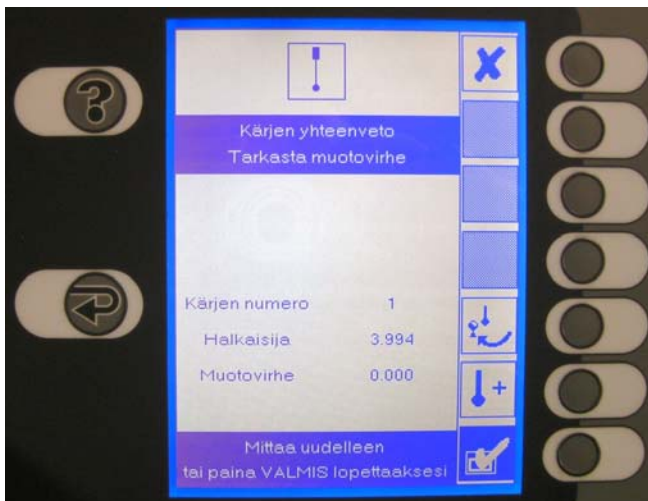 Kärjen yhteenveto
Tarkasta muotovirhe
Kärjen numero 1
Halkaisija 3.994
Muotovirhe 0.000
Mittaa uudelleen
tai paina VALMIS lopettaaksesi